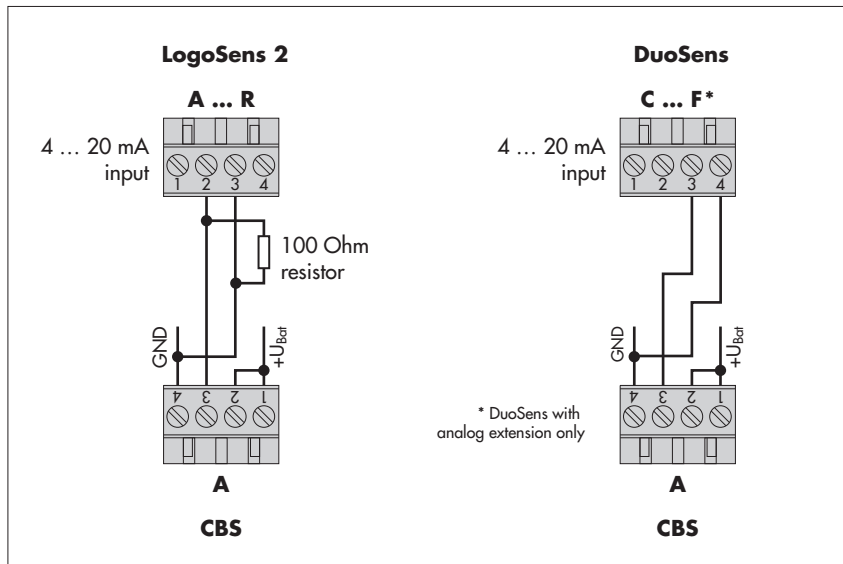 LogoSens 2
A ... R
4 ... 20 mA
input
1 2 3 4
100 Ohm
resistor
GND
+UBat
4 3 2 1
A
CBS
DuoSens
C ... F*
4 ... 20 mA
input
1 2 3 4
GND
+UBat
4 3 2 1
* DuoSens with
analog extension only
A
CBS